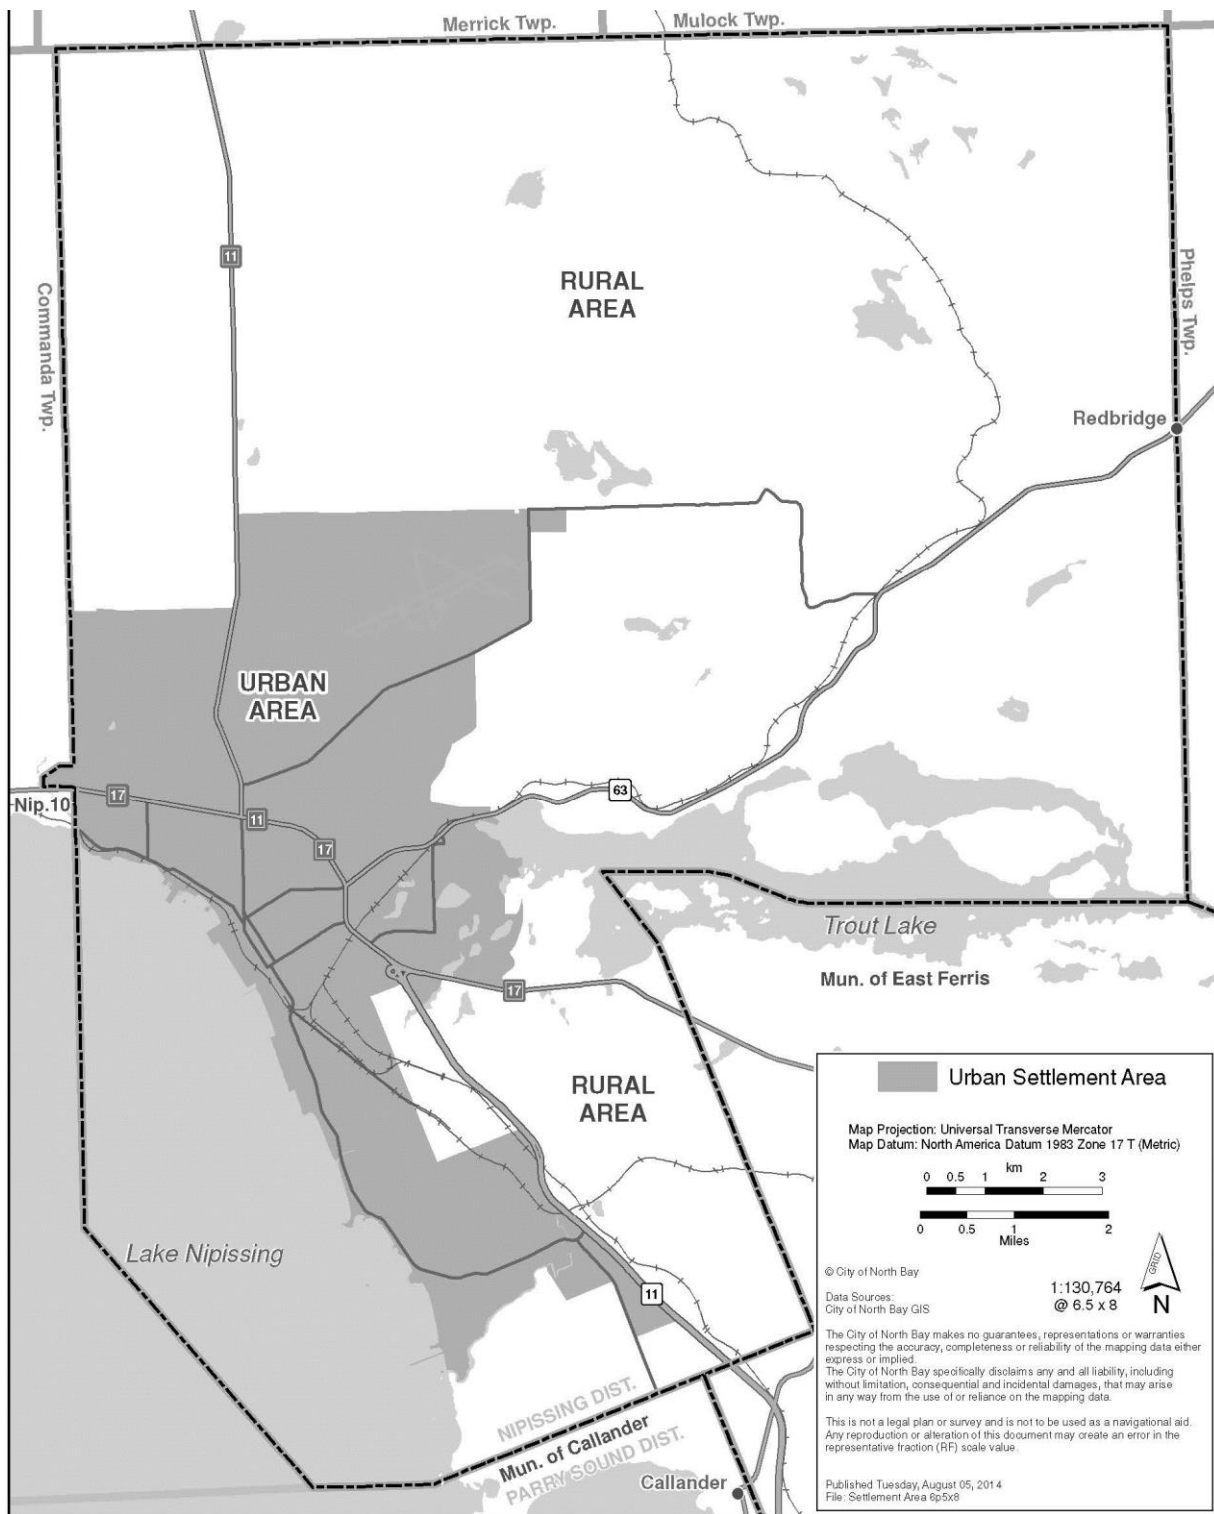 Merrick Twp.
Mulock Twp.
11
RURAL
AREA
Commanda Twp.
Phelps Twp.
Redbridge
URBAN
AREA
63
Nip.10
17
11
17
Trout Lake
Mun. of East Ferris
17
RURAL
AREA
Lake Nipissing
11
NIPISSING DIST.
Mun. of Callander
PARRY SOUND DIST.
Callander
Urban Settlement Area
Map Projection: Universal Transverse Mercator
Map Datum: North America Datum 1983 Zone 17 T (Metric)
km
0 0.5 1 2 3
0 0.5 1 2
Miles
GRID
N
© City of North Bay
Data Sources:
City of North Bay GIS
1:130,764
@ 6.5 x 8
The City of North Bay makes no guarantees, representations or warranties
respecting the accuracy, completeness or reliability of the mapping data either
express or implied.
The City of North Bay specifically disclaims any and all liability, including
without limitation, consequential and incidental damages, that may arise
in any way from the use of or reliance on the mapping data.
This is not a legal plan or survey and is not to be used as a navigational aid.
Any reproduction or alteration of this document may create an error in the
representative fraction (RF) scale value.
Published Tuesday, August 05, 2014
File: Settlement Area 6p5x8